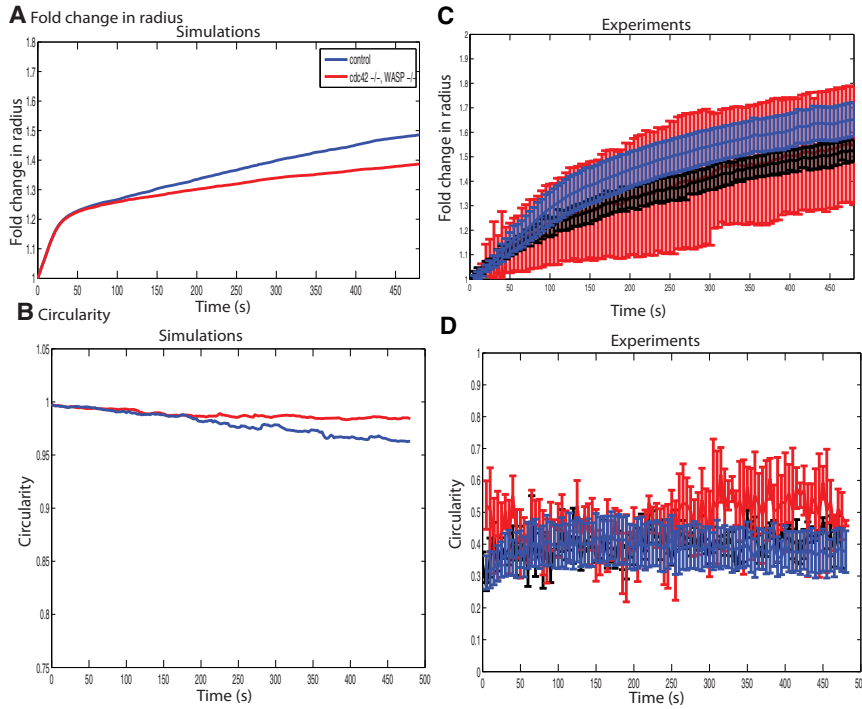 A Fold change in radius
Simulations
1.8
1.7
1.6
1.5
1.4
1.3
1.2
1.1
1
Fold change in radius
control
cdc42 -/-, WASP -/-
0 50 100 150 200 250 300 350 400 450
Time (s)
B Circularity
Simulations
1.05
1
0.95
0.9
0.85
0.8
0.75
Circularity
0 50 100 150 200 250 300 350 400 450 500
Time (s)
C
Experiments
2
1.9
1.8
1.7
1.6
1.5
1.4
1.3
1.2
1.1
1
Fold change in radius
0 50 100 150 200 250 300 350 400 450
Time (s)
D
Experiments
1
0.9
0.8
0.7
0.6
0.5
0.4
0.3
0.2
0.1
0
Circularity
0 50 100 150 200 250 300 350 400 450 50
Time (s)